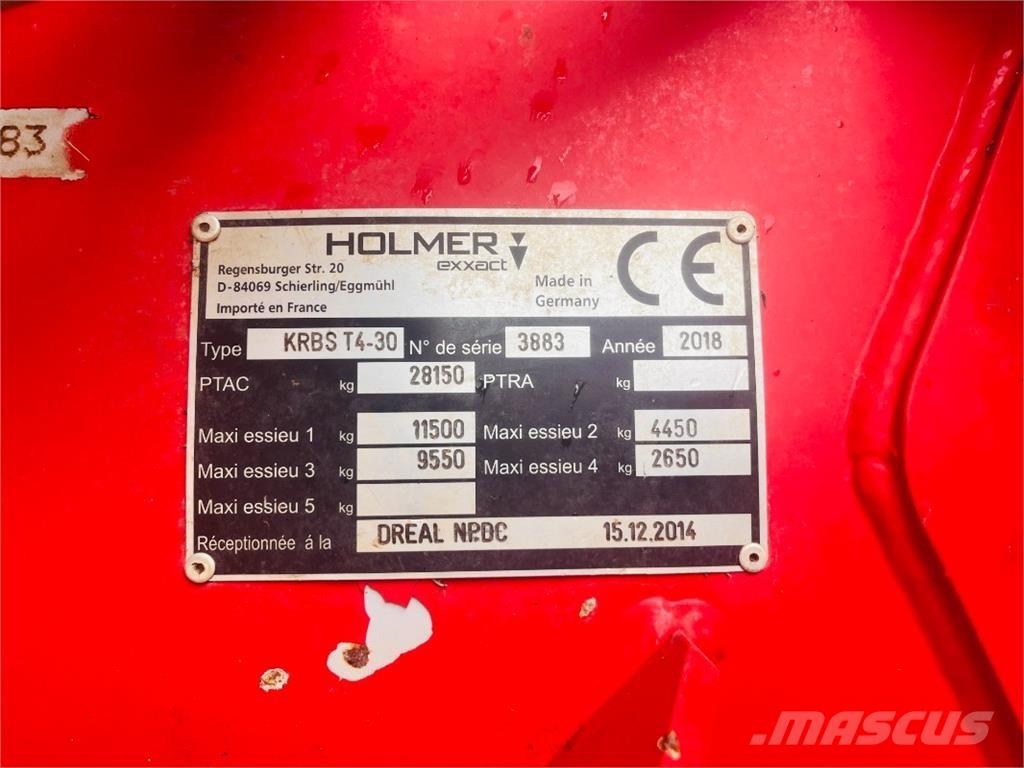 83
HOLMER
exxact
Regensburger Str. 20
D-84069 Schierling/Eggmühl
Importé en France
Made in
Germany
CE
Type KRBS T4-30 N° de série 3883 Année 2018
PTAC kg 28150 PTRA kg
Maxi essieu 1 kg 11500 Maxi essieu 2 kg 4450
Maxi essieu 3 kg 9550 Maxi essieu 4 kg 2650
Maxi essieu 5 kg
Réceptionnée á la DREAL NP.DC 15.12.2014
MASCUS